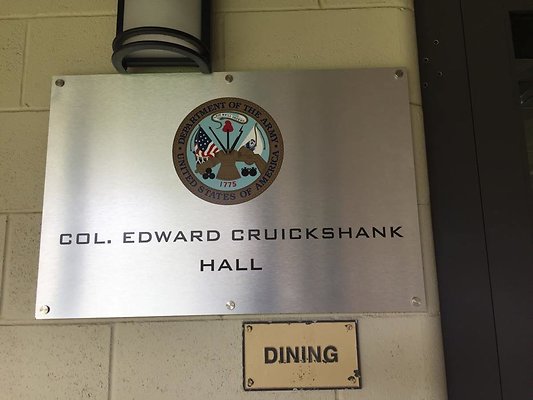 DEPARTMENT OF THE ARMY
1775
UNITED STATES OF AMERICA
COL. EDWARD CRUICKSHANK
HALL
DINING